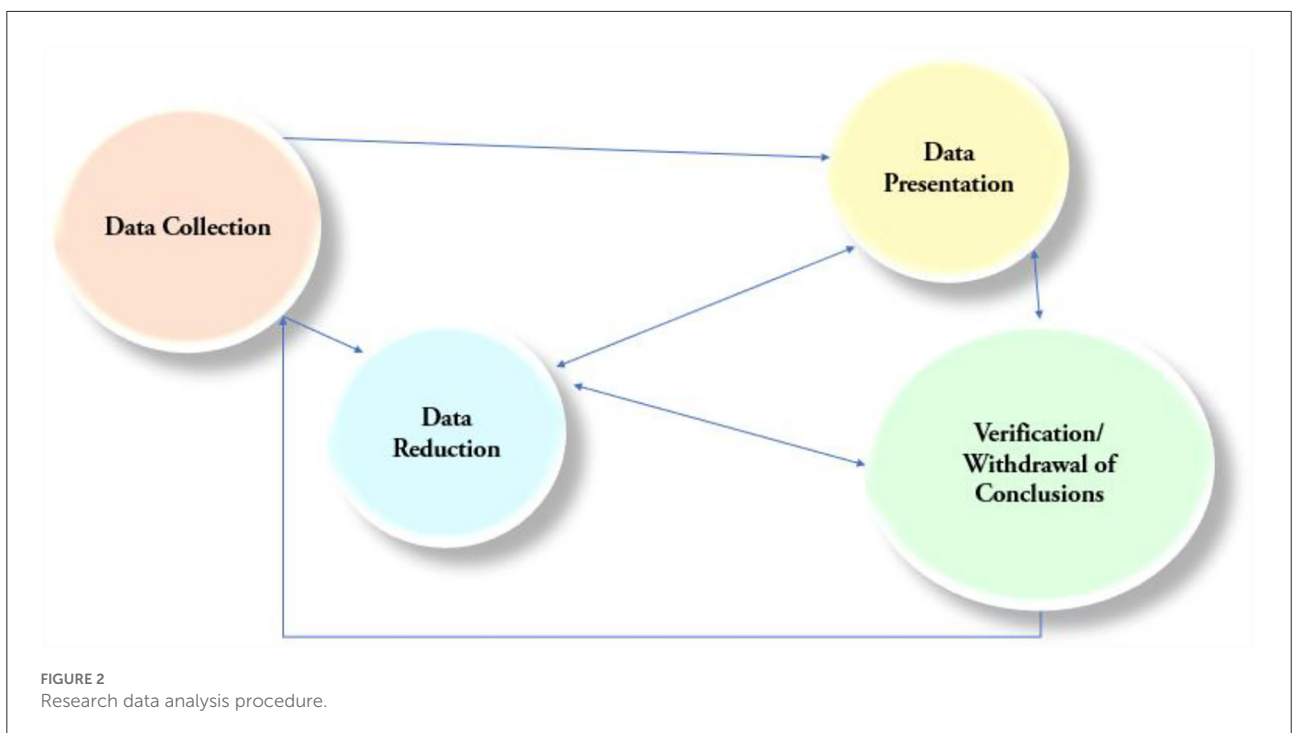 Data Collection
Data
Presentation
Data
Reduction
Verification/
Withdrawal of
Conclusions
FIGURE 2
Research data analysis procedure.